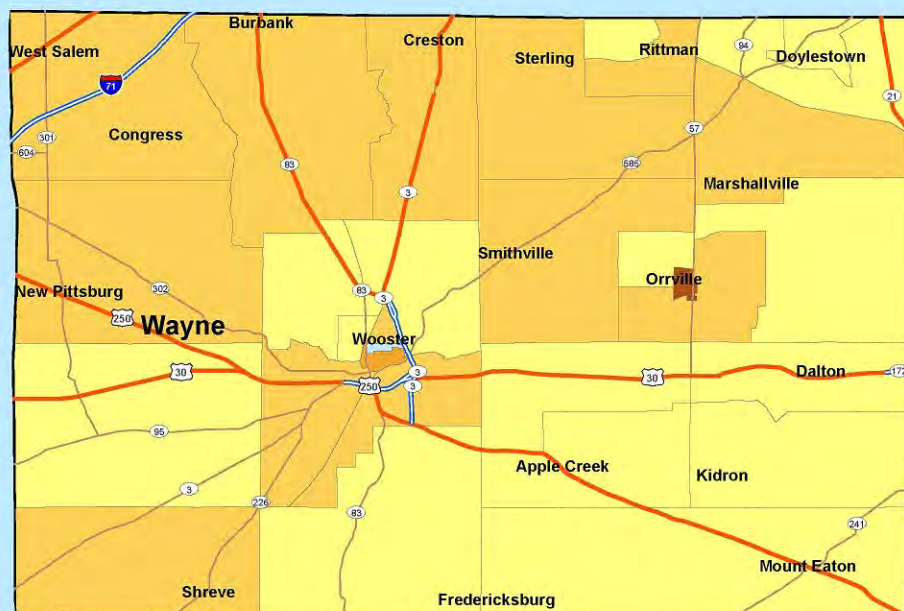 Burbank
Creston
West Salem
Sterling
Rittman
94
Doylestown
71
21
301
Congress
57
604
83
585
3
Marshallville
Smithville
Orrville
New Pittsburg
302
83
3
250
Wayne
Wooster
30
250
3
3
30
Dalton
172
95
Apple Creek
Kidron
3
226
83
241
Mount Eaton
Shreve
Fredericksburg